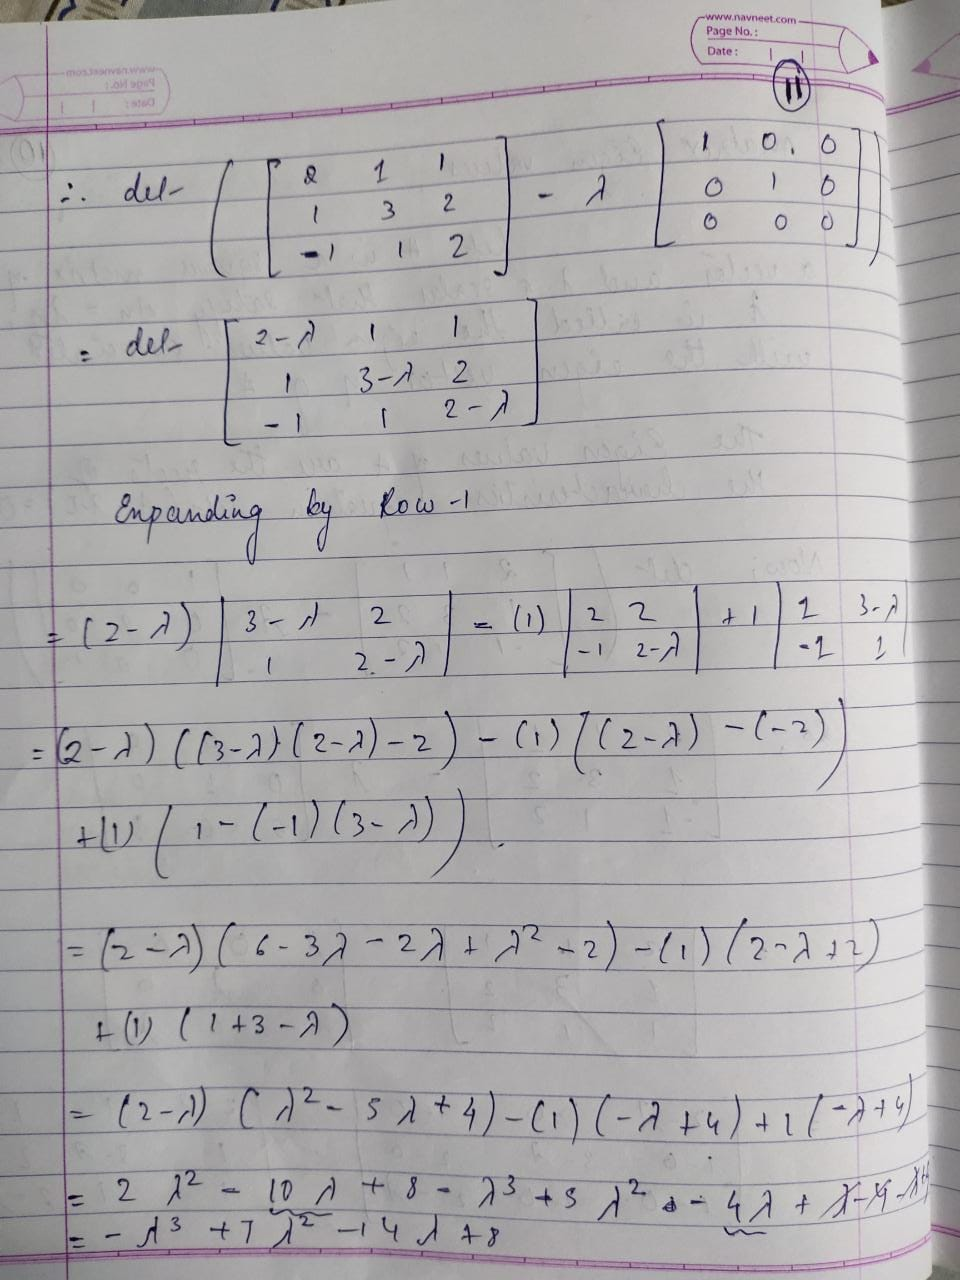 www.navneet.com
Page No.:
Date:
11
∴ det ( [ 2 1 1 ] - λ [ 1 0. 0 ] )
[ 1 3 2 ] [ 0 1 0 ]
[ -1 1 2 ] [ 0 0 0 ]
= det [ 2-λ 1 1 ]
[ 1 3-λ 2 ]
[ -1 1 2-λ ]
Expanding by Row-1
= (2-λ) | 3-λ 2 | - (1) | 2 2 | + 1 | 1 3-λ |
| 1 2-λ | | -1 2-λ | | -1 1 |
= (2-λ) ((3-λ)(2-λ)-2) - (1) ((2-λ) - (-2))
+(1) (1-(-1)(3-λ)).
= (2-λ) (6-3λ-2λ+λ²-2) - (1) (2-λ+2)
+(1) (1+3-λ)
= (2-λ) (λ²-5λ+4) - (1) (-λ+4) + 1 (-λ+4)
= 2λ² - 10λ + 8 - λ³ + 5λ² - 4λ + λ - 4 - λ + 4
= -λ³ + 7λ² - 14λ + 8